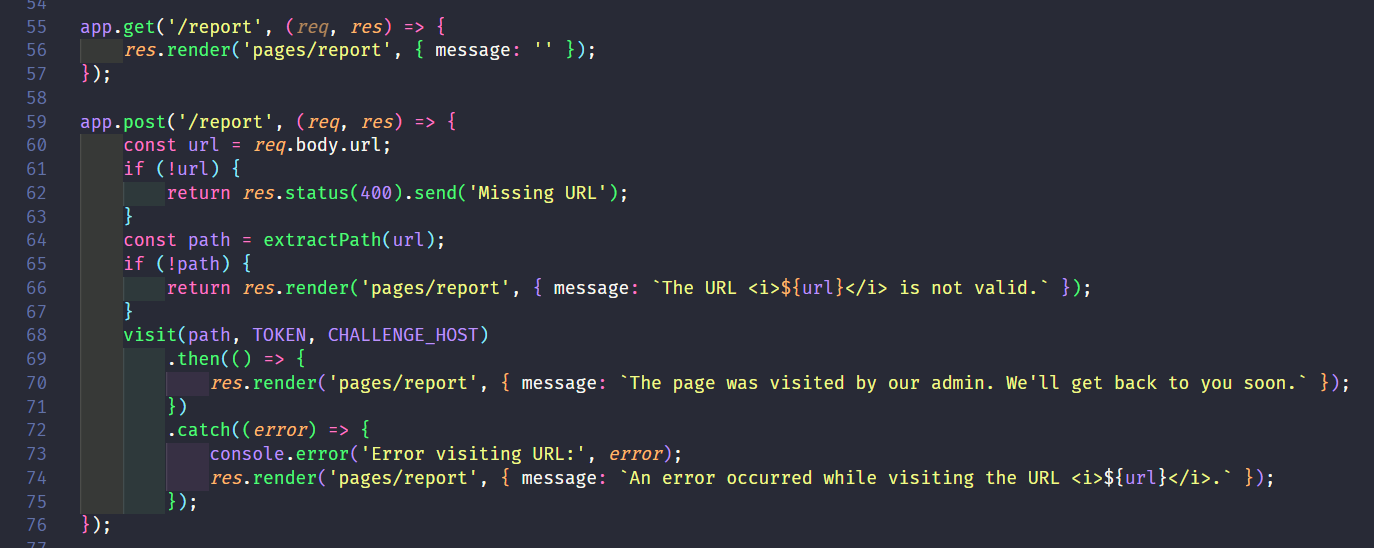 54
55 app.get('/report', (req, res) => {
56     res.render('pages/report', { message: '' });
57 });
58
59 app.post('/report', (req, res) => {
60     const url = req.body.url;
61     if (!url) {
62         return res.status(400).send('Missing URL');
63     }
64     const path = extractPath(url);
65     if (!path) {
66         return res.render('pages/report', { message: `The URL <i>${url}</i> is not valid.` });
67     }
68     visit(path, TOKEN, CHALLENGE_HOST)
69         .then(() => {
70             res.render('pages/report', { message: `The page was visited by our admin. We'll get back to you soon.` });
71         })
72         .catch((error) => {
73             console.error('Error visiting URL:', error);
74             res.render('pages/report', { message: `An error occurred while visiting the URL <i>${url}</i>.` });
75         });
76 });
77